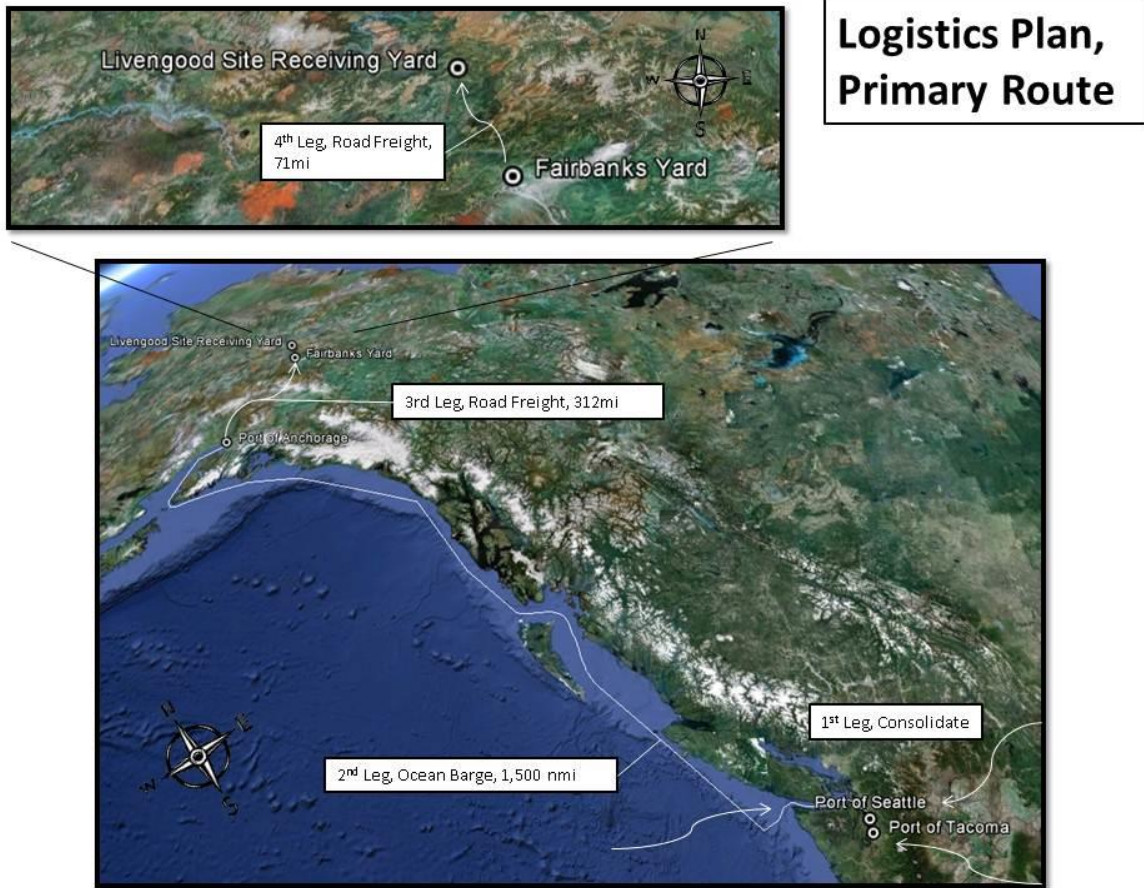 Logistics Plan,
Primary Route
Livengood Site Receiving Yard
N
W
E
S
4th Leg, Road Freight,
71mi
Fairbanks Yard
Livengood Site Receiving Yard
Fairbanks Yard
3rd Leg, Road Freight, 312mi
Port of Anchorage
1st Leg, Consolidate
N
E
W
S
2nd Leg, Ocean Barge, 1,500 nmi
Port of Seattle
Port of Tacoma